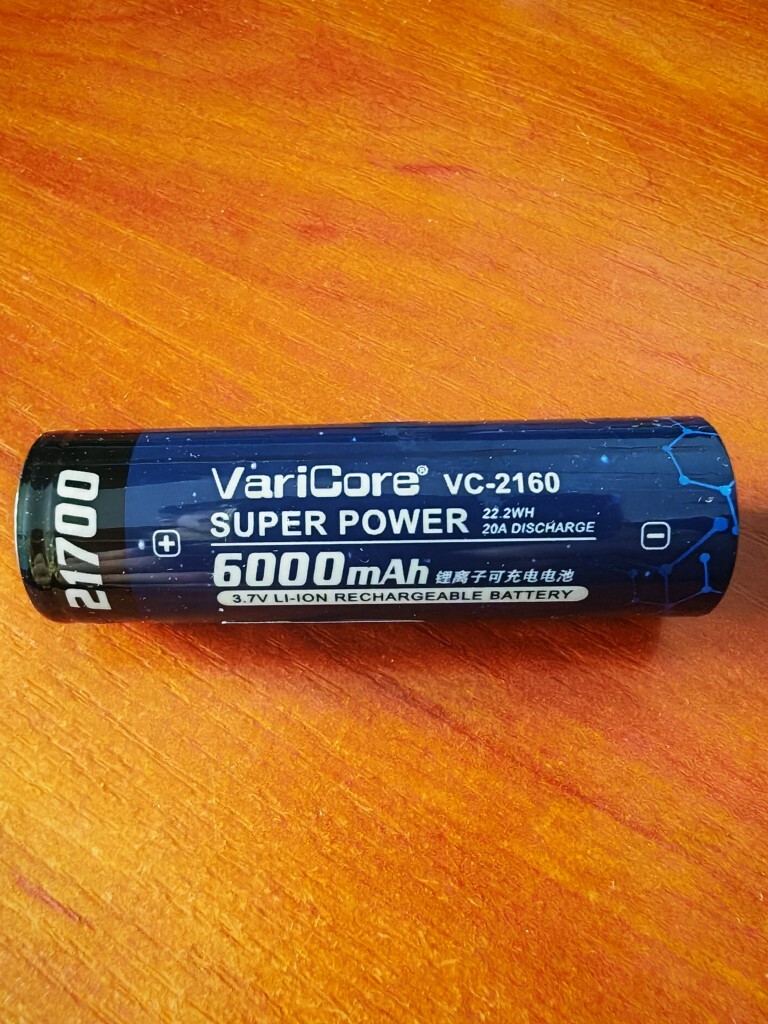 21700
VariCore® VC-2160
SUPER POWER
22.2WH
20A DISCHARGE
6000mAh 锂离子可充电电池
3.7V LI-ION RECHARGEABLE BATTERY
+
-